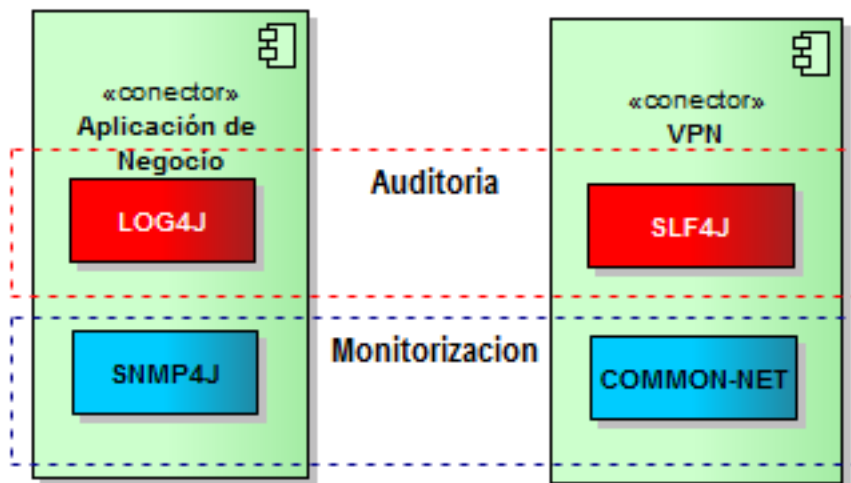 «conector»
Aplicación de
Negocio
LOG4J
SNMP4J
Auditoria
Monitorizacion
«conector»
VPN
SLF4J
COMMON-NET